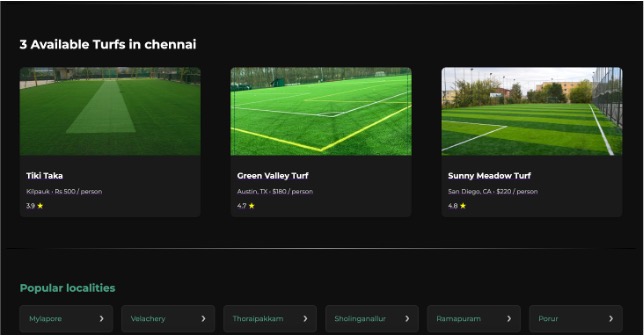 3 Available Turfs in chennai
Tiki Taka
Kilpauk • Rs 500 / person
3.9 ★
Green Valley Turf
Austin, TX • $180 / person
4.7 ★
Sunny Meadow Turf
San Diego, CA • $220 / person
4.8 ★
Popular localities
Mylapore
Velachery
Thoraipakkam
Sholinganallur
Ramapuram
Porur